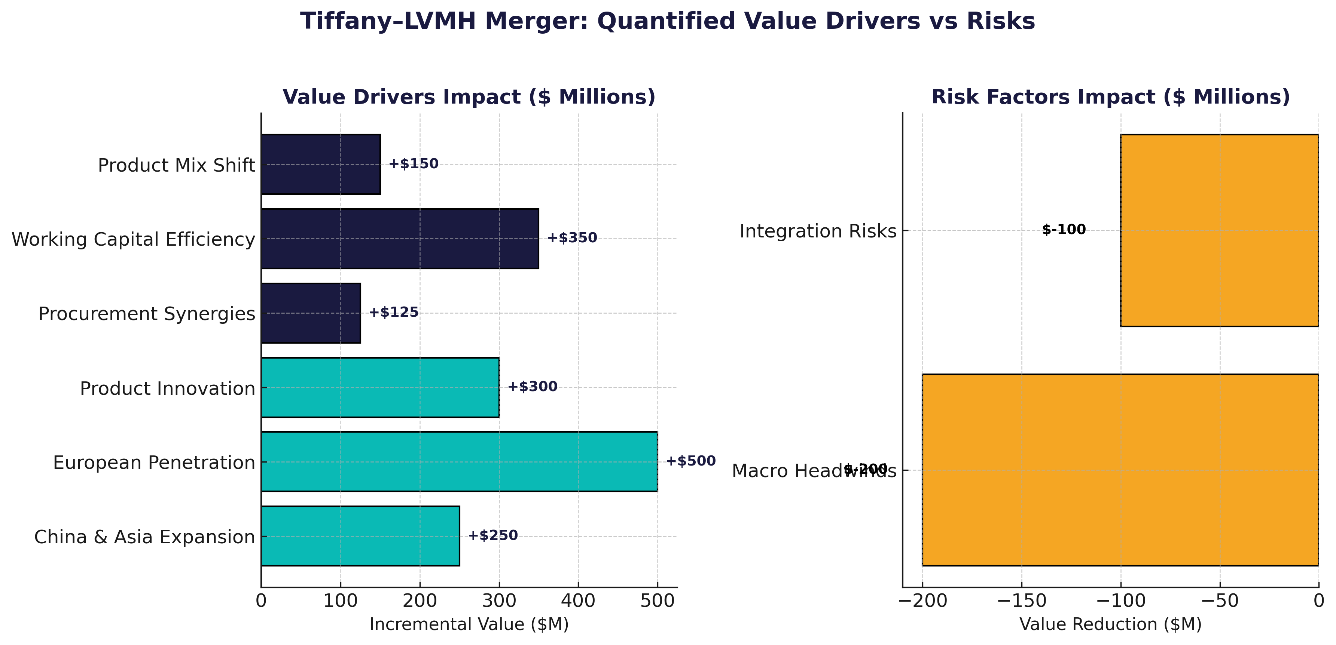 Tiffany–LVMH Merger: Quantified Value Drivers vs Risks
Value Drivers Impact ($ Millions)
Product Mix Shift
+$150
Working Capital Efficiency
+$350
Procurement Synergies
+$125
Product Innovation
+$300
European Penetration
+$500
China & Asia Expansion
+$250
0 100 200 300 400 500
Incremental Value ($M)
Risk Factors Impact ($ Millions)
Integration Risks
$-100
Macro Headwinds
$-200
−200 −150 −100 −50 0
Value Reduction ($M)